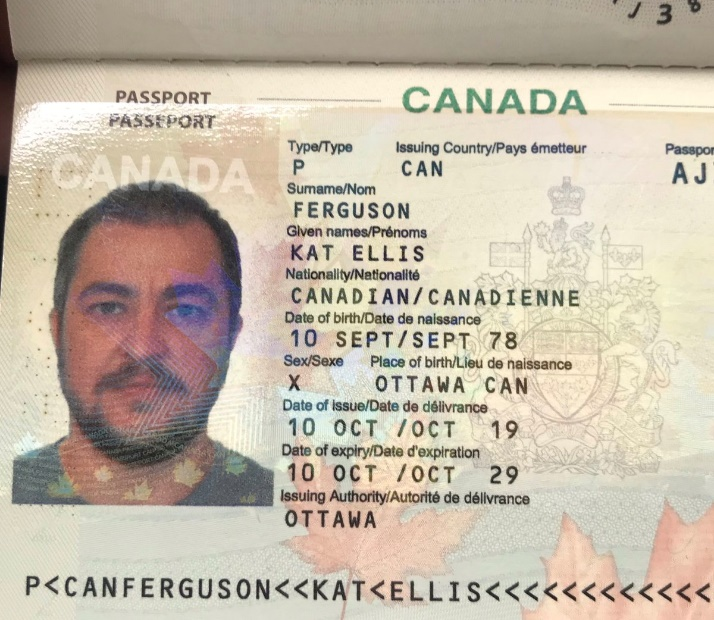 PASSPORT
PASSEPORT
CANADA
CANADA
Type/Type Issuing Country/Pays émetteur
P CAN
Surname/Nom
FERGUSON
Given names/Prénoms
KAT ELLIS
Nationality/Nationalité
CANADIAN/CANADIENNE
Date of birth/Date de naissance
10 SEPT/SEPT 78
Sex/Sexe Place of birth/Lieu de naissance
X OTTAWA CAN
Date of issue/Date de délivrance
10 OCT /OCT 19
Date of expiry/Date d'expiration
10 OCT /OCT 29
Issuing Authority/Autorité de délivrance
OTTAWA
P<CANFERGUSON<<KAT<ELLIS<<<<<<<<<<<<<